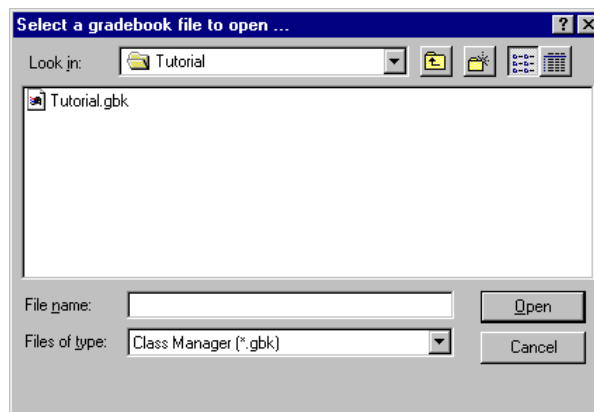 Select a gradebook file to open ...
Look in: Tutorial
Tutorial.gbk
File name: Open
Files of type: Class Manager (*.gbk) Cancel